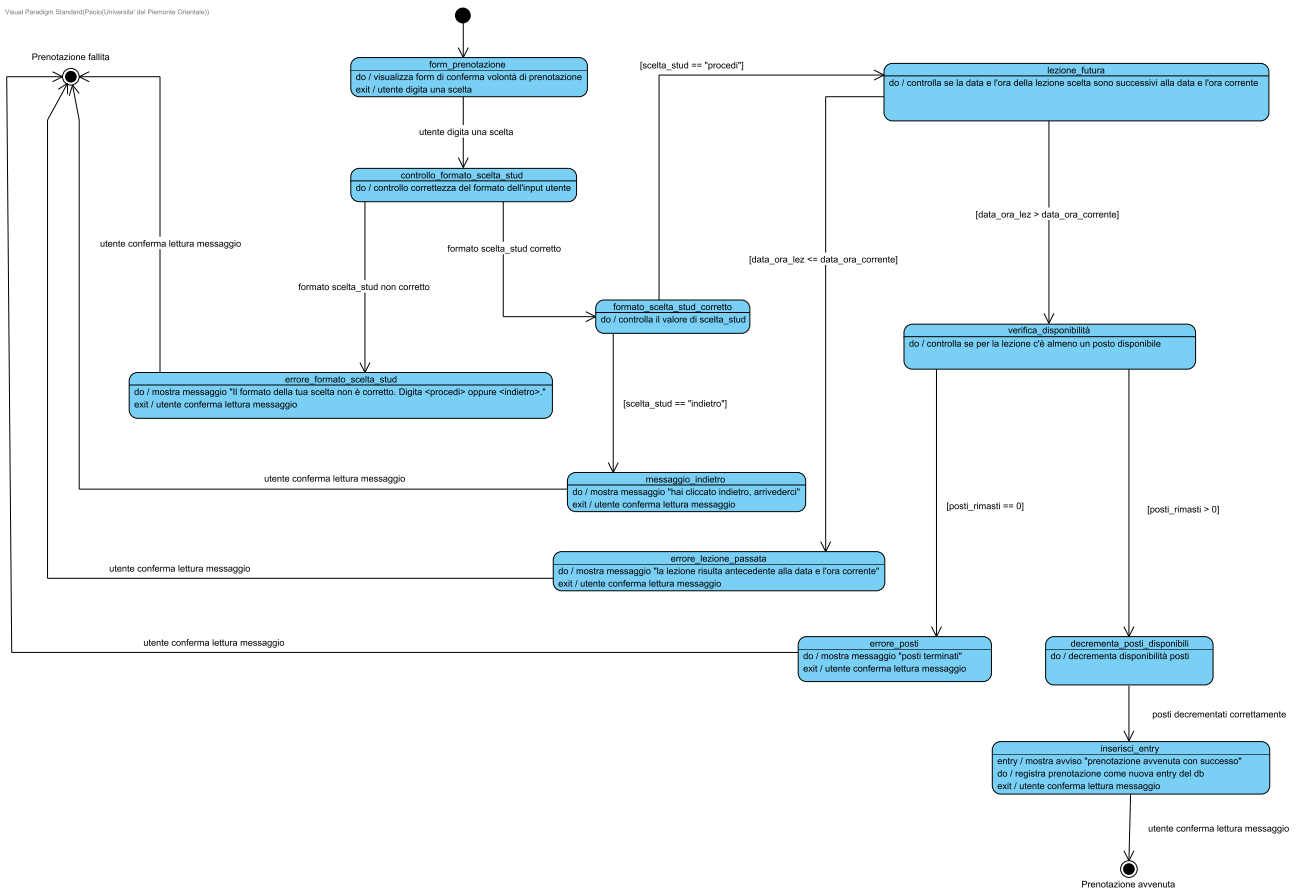 Visual Paradigm Standard(Paolo(Universita' del Piemonte Orientale))
Prenotazione fallita
form_prenotazione
do / visualizza form di conferma volontà di prenotazione
exit / utente digita una scelta
[scelta_stud == "procedi"]
lezione_futura
do / controlla se la data e l'ora della lezione scelta sono successivi alla data e l'ora corrente
utente digita una scelta
controllo_formato_scelta_stud
do / controllo correttezza del formato dell'input utente
[data_ora_lez > data_ora_corrente]
utente conferma lettura messaggio
formato scelta_stud corretto
[data_ora_lez <= data_ora_corrente]
formato scelta_stud non corretto
formato_scelta_stud_corretto
do / controlla il valore di scelta_stud
verifica_disponibilità
do / controlla se per la lezione c'è almeno un posto disponibile
errore_formato_scelta_stud
do / mostra messaggio "Il formato della tua scelta non è corretto. Digita <procedi> oppure <indietro>."
exit / utente conferma lettura messaggio
[scelta_stud == "indietro"]
utente conferma lettura messaggio
messaggio_indietro
do / mostra messaggio "hai cliccato indietro, arrivederci"
exit / utente conferma lettura messaggio
[posti_rimasti == 0]
[posti_rimasti > 0]
errore_lezione_passata
do / mostra messaggio "la lezione risulta antecedente alla data e l'ora corrente"
exit / utente conferma lettura messaggio
utente conferma lettura messaggio
utente conferma lettura messaggio
errore_posti
do / mostra messaggio "posti terminati"
exit / utente conferma lettura messaggio
decrementa_posti_disponibili
do / decrementa disponibilità posti
posti decrementati correttamente
inserisci_entry
entry / mostra avviso "prenotazione avvenuta con successo"
do / registra prenotazione come nuova entry del db
exit / utente conferma lettura messaggio
utente conferma lettura messaggio
Prenotazione avvenuta